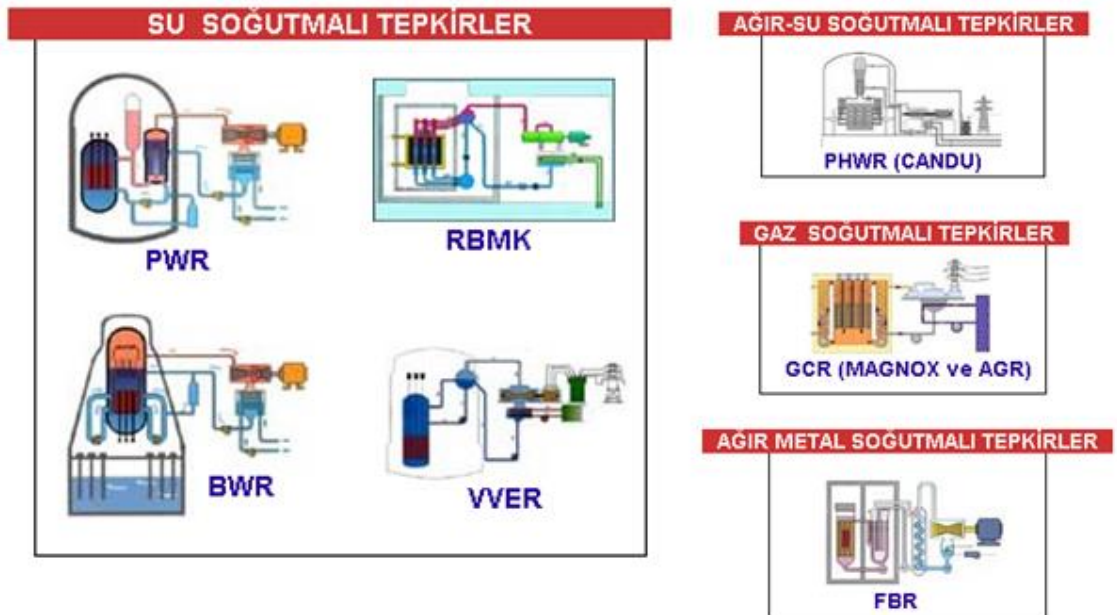 SU SOĞUTMALI TEPKİRLER
PWR
RBMK
BWR
VVER
AĞIR-SU SOĞUTMALI TEPKİRLER
PHWR (CANDU)
GAZ SOĞUTMALI TEPKİRLER
GCR (MAGNOX ve AGR)
AĞIR METAL SOĞUTMALI TEPKİRLER
FBR